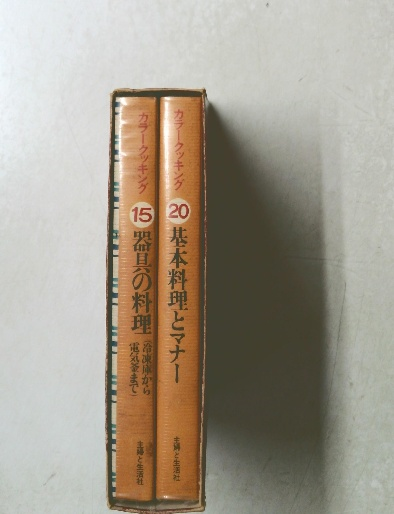 カラークッキング
15
器具の料理
(冷凍庫から
電気釜まで)
主婦と生活社
カラークッキング
20
基本料理とマナー
主婦と生活社